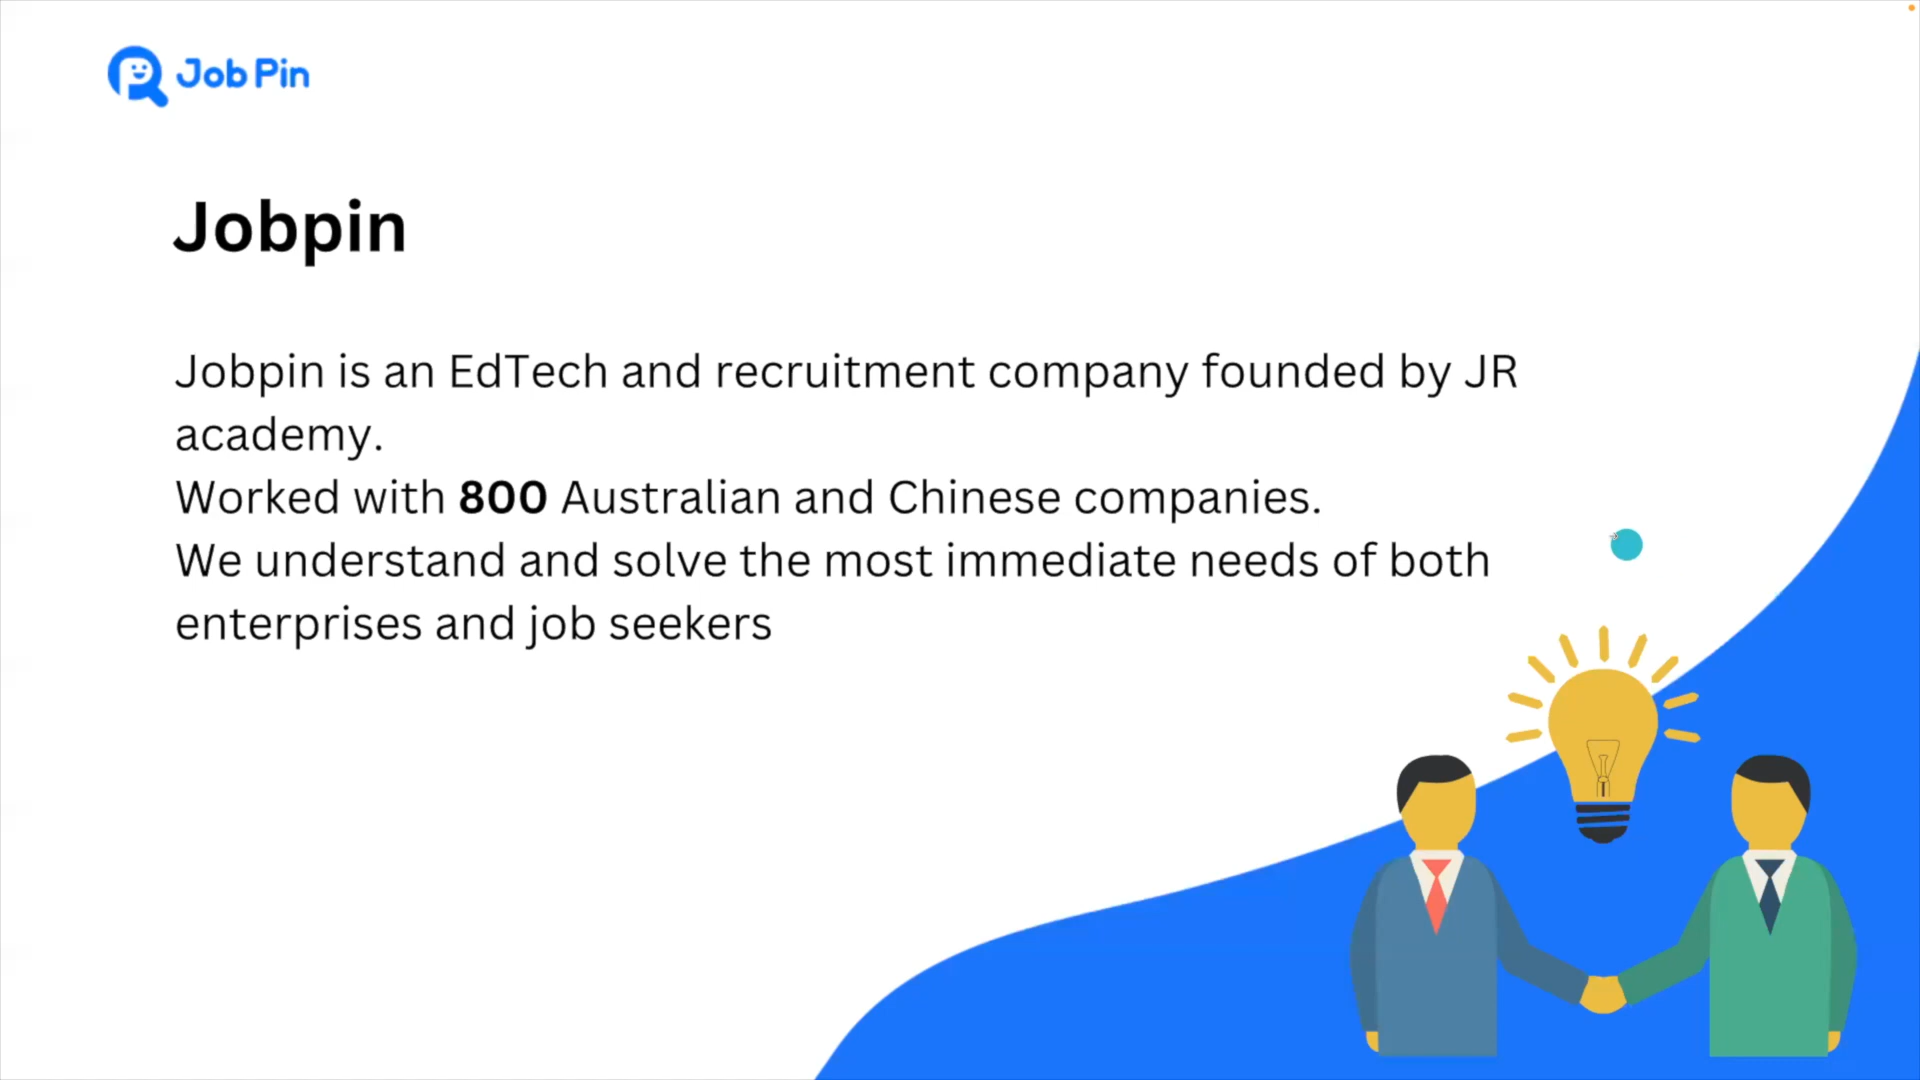 Job Pin
Jobpin
Jobpin is an EdTech and recruitment company founded by JR
academy.
Worked with 800 Australian and Chinese companies.
We understand and solve the most immediate needs of both
enterprises and job seekers